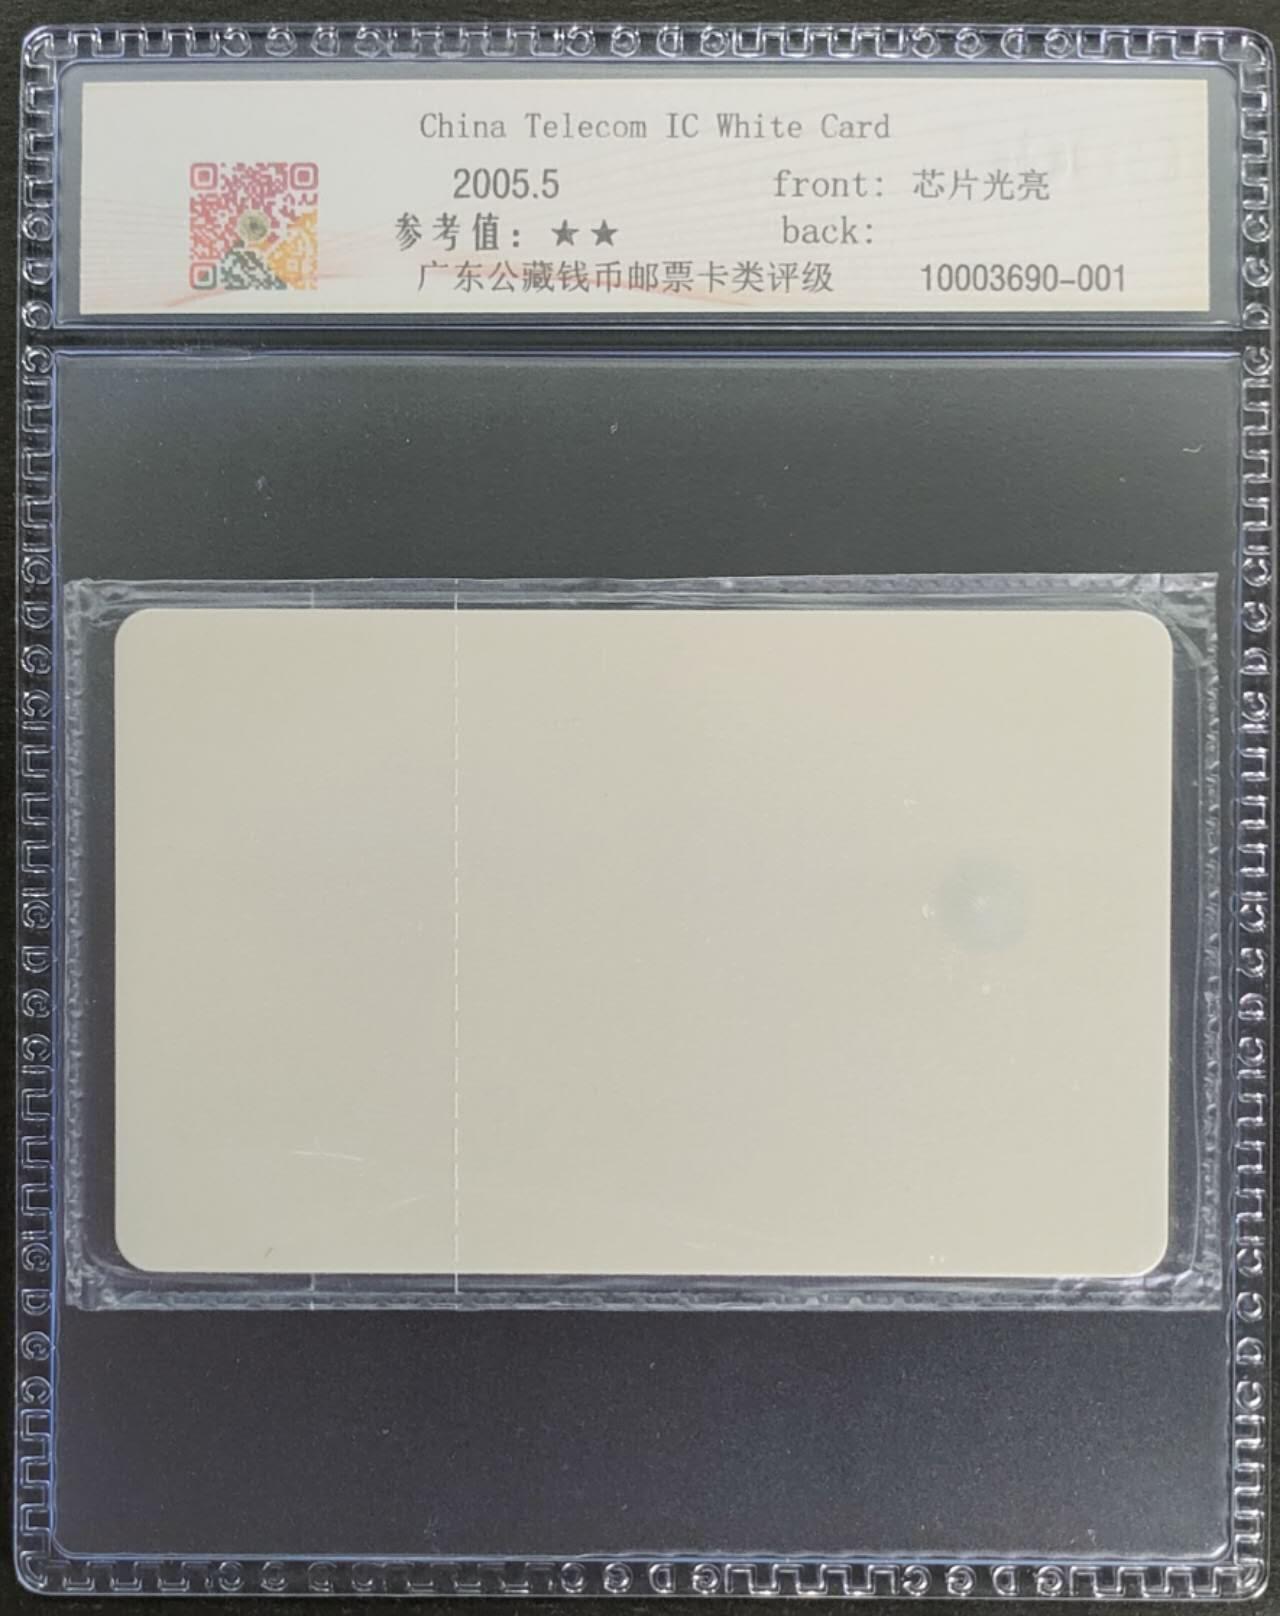 China Telecom IC White Card
2005.5 front: 芯片光亮
参考值: ★★ back:
广东公藏钱币邮票卡类评级 10003690-001